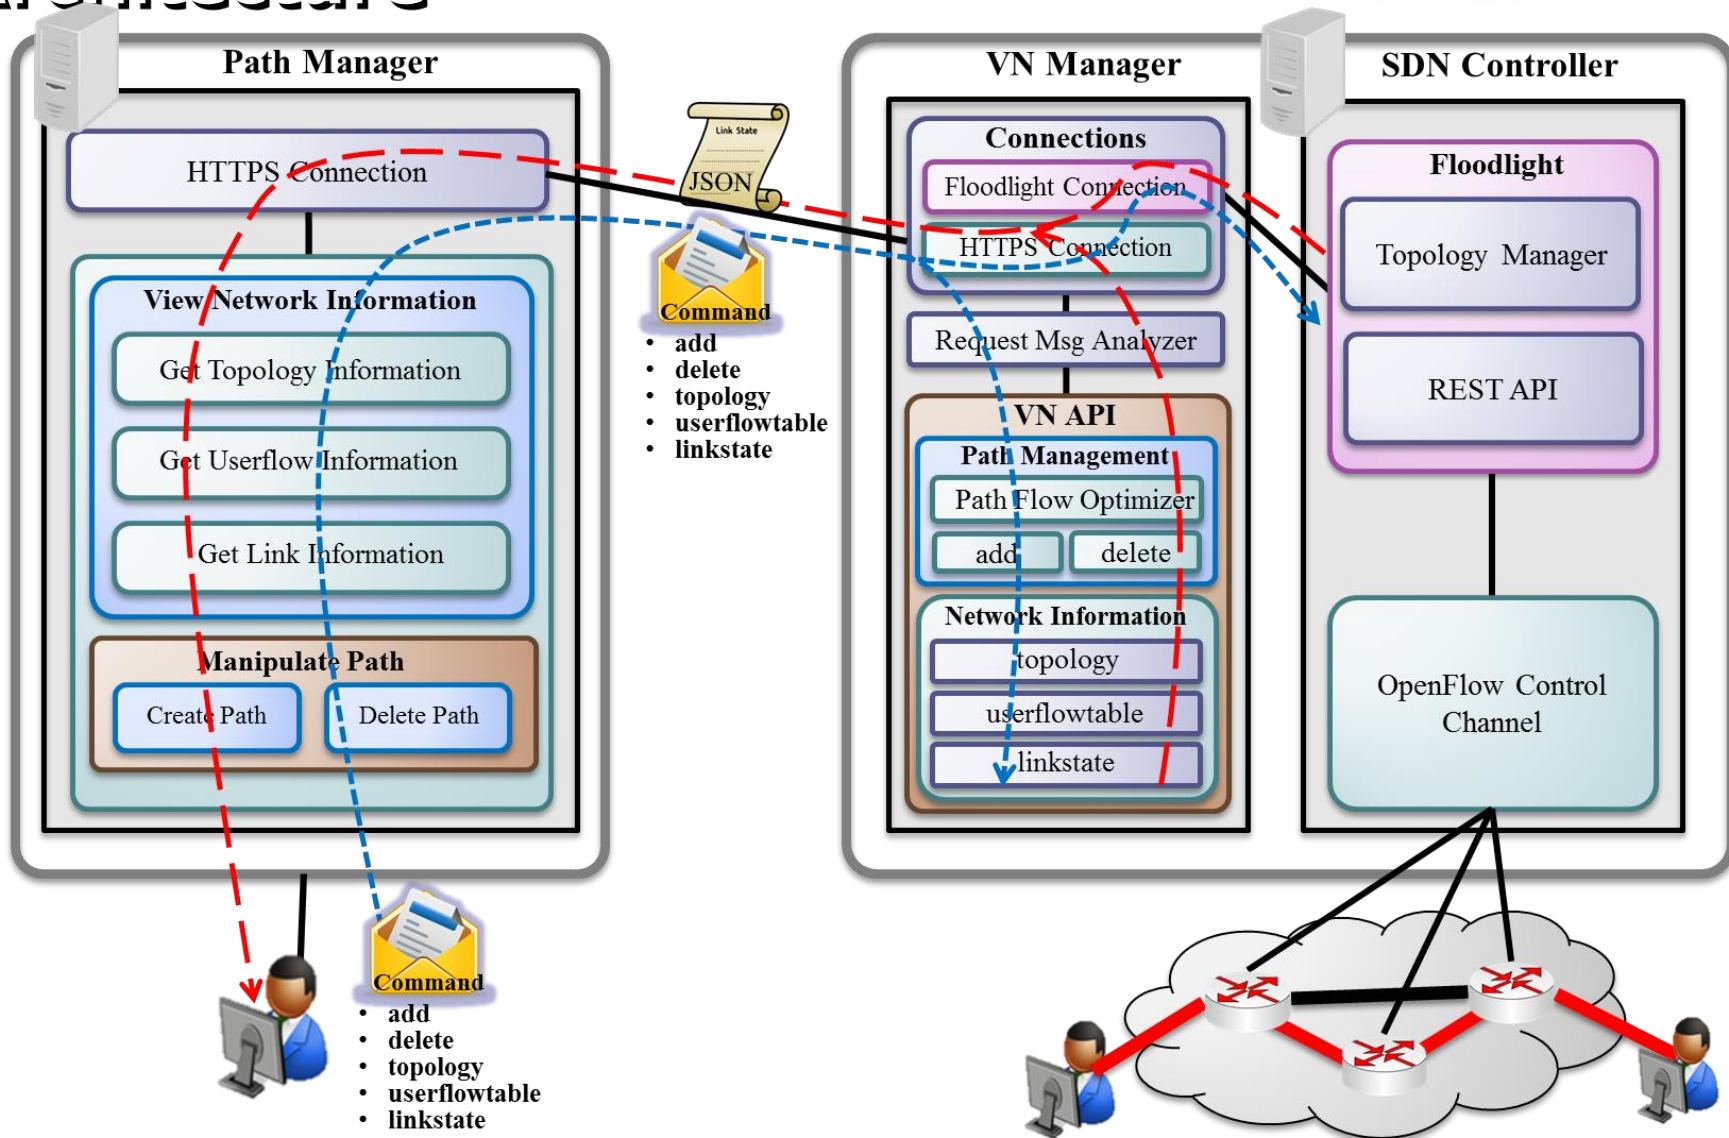 Architecture
Path Manager
HTTPS Connection
View Network Information
Get Topology Information
Get Userflow Information
Get Link Information
Manipulate Path
Create Path
Delete Path
Link State
JSON
Command
• add
• delete
• topology
• userflowtable
• linkstate
Command
• add
• delete
• topology
• userflowtable
• linkstate
VN Manager
Connections
Floodlight Connection
HTTPS Connection
Request Msg Analyzer
VN API
Path Management
Path Flow Optimizer
add
delete
Network Information
topology
userflowtable
linkstate
SDN Controller
Floodlight
Topology Manager
REST API
OpenFlow Control
Channel